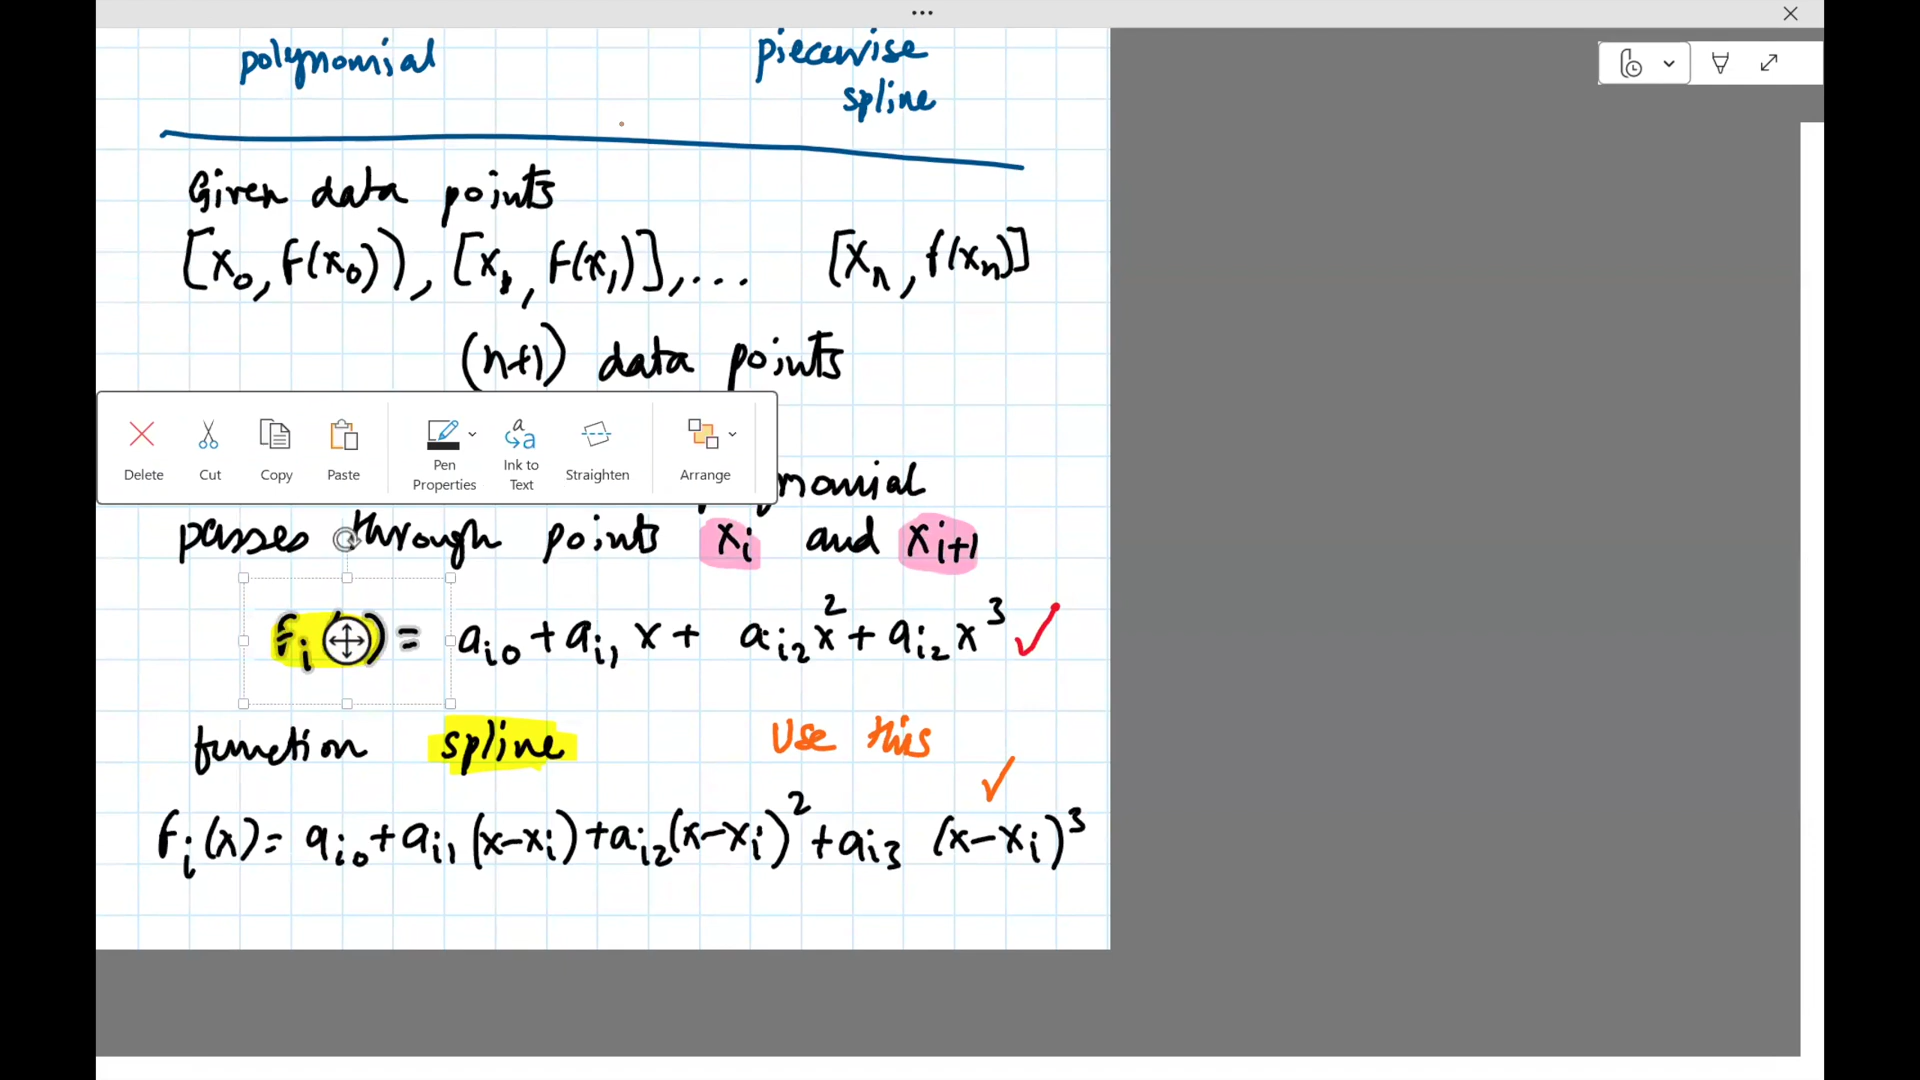 polynomial piecewise
spline
Given data points
[x₀, f(x₀)), [x₁, f(x₁)], ... [xₙ, f(xₙ)]
(n+1) data points
Delete Cut Copy Paste Pen Properties Ink to Text Straighten Arrange
nomial
passes through points xᵢ and xᵢ₊₁
fᵢ ( ) = aᵢ₀ + aᵢ₁ x + aᵢ₂x² + aᵢ₂x³ ✓
function spline Use this
✓
fᵢ(x) = aᵢ₀ + aᵢ₁ (x-xᵢ) + aᵢ₂(x-xᵢ)² + aᵢ₃ (x-xᵢ)³